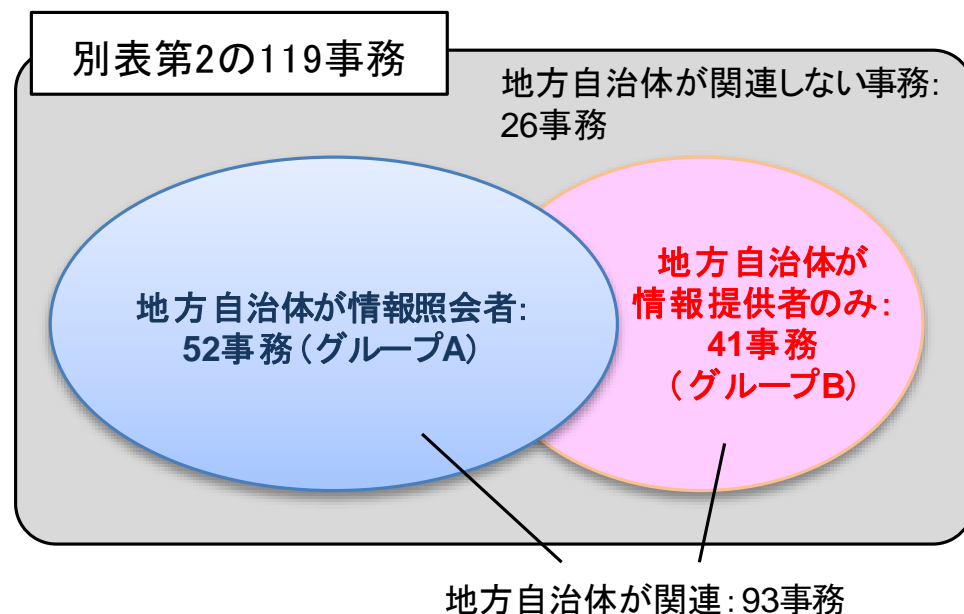 別表第2の119事務
地方自治体が関連しない事務:
26事務
地方自治体が情報照会者:
52事務(グループA)
地方自治体が
情報提供者のみ:
41事務
(グループB)
地方自治体が関連:93事務